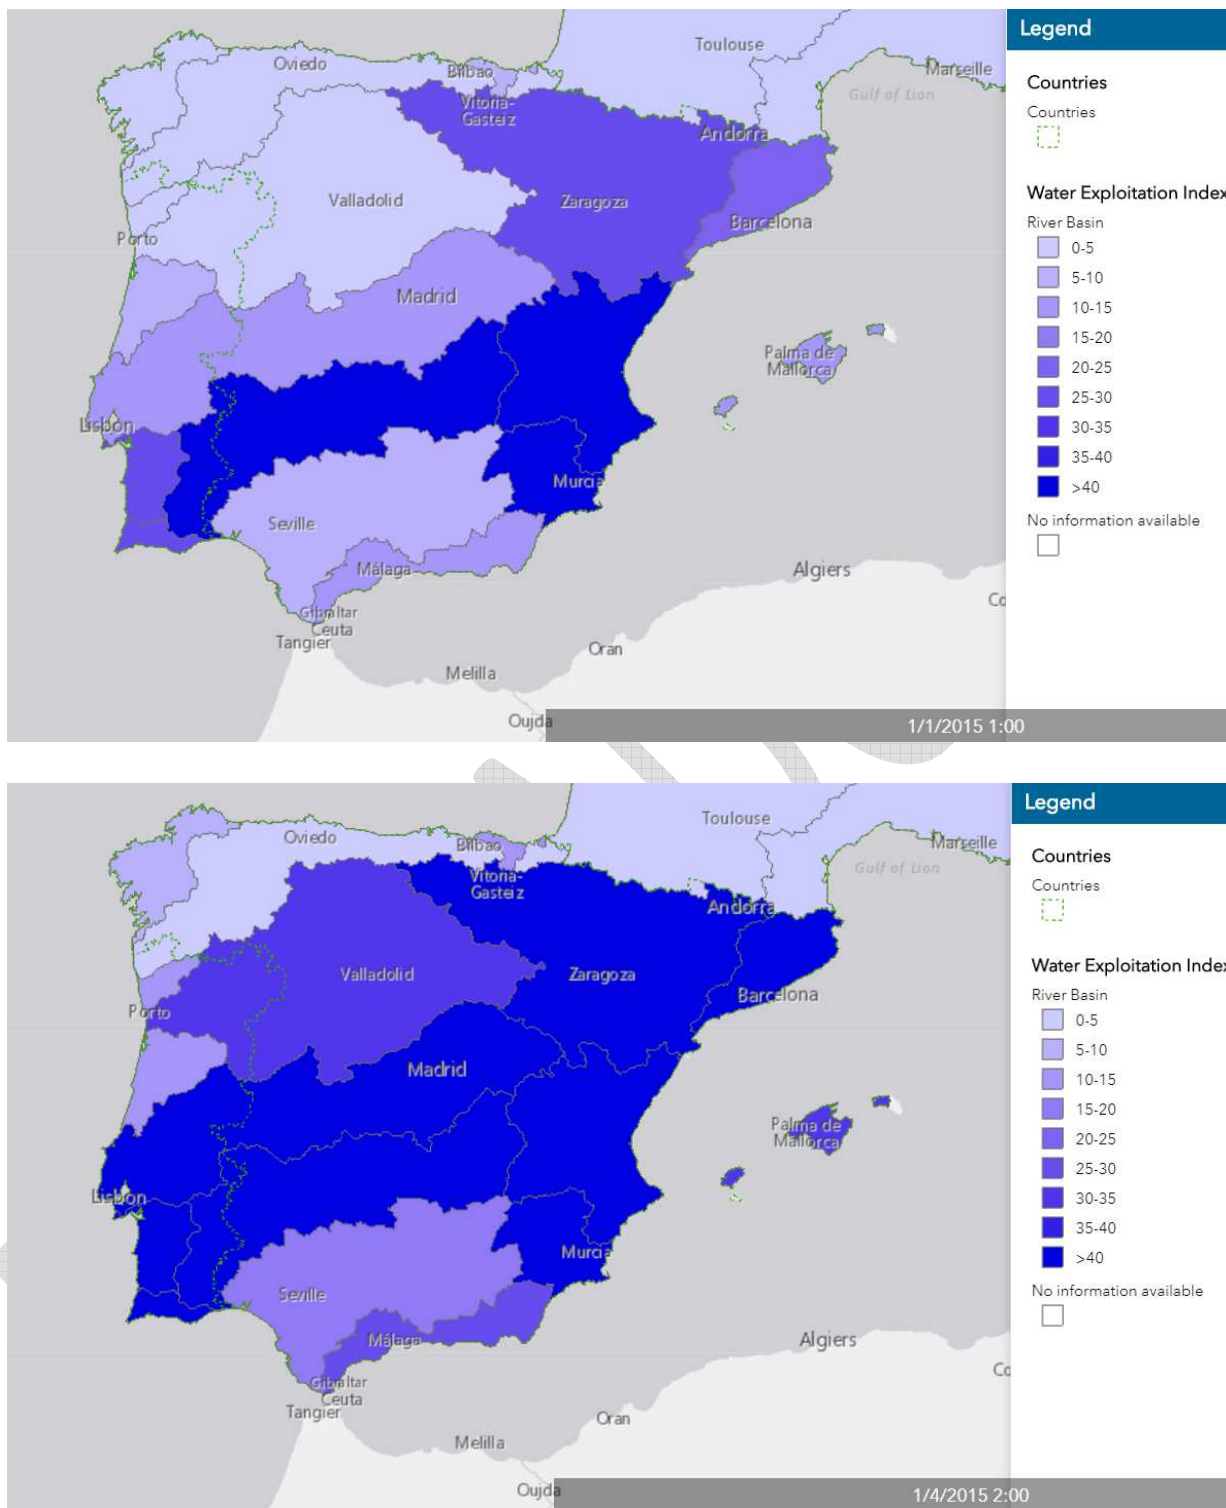 Legend
Toulouse
Oviedo
Bilbao
Marseille
Countries
Gulf of Lion
Vitoria-
Gasteiz
Countries
Andorra
Water Exploitation Index
Valladolid
Zaragoza
Barcelona
River Basin
Porto
0-5
5-10
Madrid
10-15
15-20
Palma de
Mallorca
20-25
25-30
Lisbon
30-35
35-40
Murcia
>40
Seville
No information available
Málaga
Algiers
Gibraltar
Ceuta
Tangier
Oran
Melilla
Oujda
1/1/2015 1:00
Legend
Toulouse
Oviedo
Bilbao
Marseille
Countries
Gulf of Lion
Vitoria-
Gasteiz
Countries
Andorra
Water Exploitation Index
Valladolid
Zaragoza
Barcelona
River Basin
Porto
0-5
5-10
Madrid
10-15
15-20
Palma de
Mallorca
20-25
25-30
Lisbon
30-35
35-40
Murcia
>40
Seville
No information available
Málaga
Algiers
Gibraltar
Ceuta
Tangier
Oran
Melilla
Oujda
1/4/2015 2:00